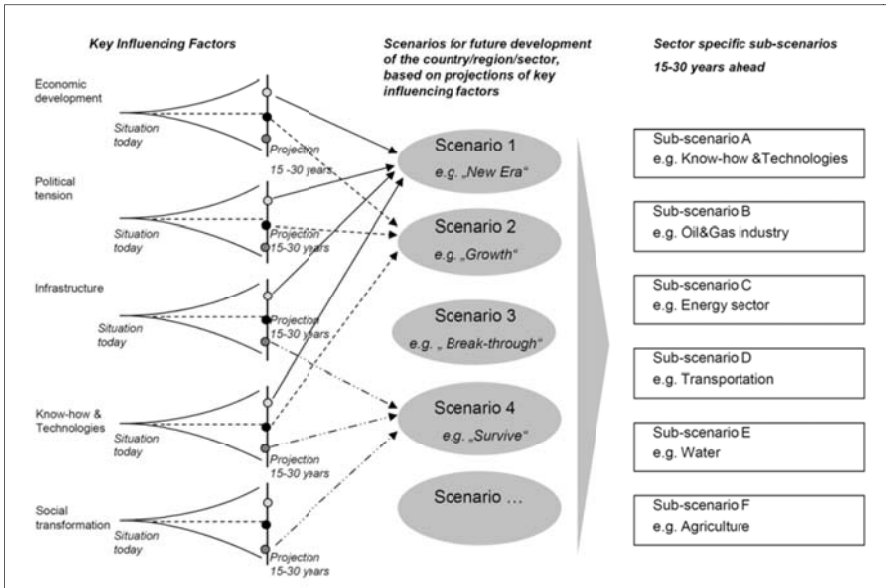 Key Influencing Factors
Economic
development
Situation
today
Projection
15 -30 years
Political
tension
Situation
today
Projection
15-30 years
Infrastructure
Situation
today
Projection
15-30 years
Know-how &
Technologies
Situation
today
Projection
15-30 years
Social
transformation
Situation
today
Projection
15-30 years
Scenarios for future development
of the country/region/sector,
based on projections of key
influencing factors
Scenario 1
e.g. „New Era“
Scenario 2
e.g. „Growth“
Scenario 3
e.g. „ Break-through“
Scenario 4
e.g. „Survive“
Scenario …
Sector specific sub-scenarios
15-30 years ahead
Sub-scenario A
e.g. Know-how &Technologies
Sub-scenario B
e.g. Oil&Gas industry
Sub-scenario C
e.g. Energy sector
Sub-scenario D
e.g. Transportation
Sub-scenario E
e.g. Water
Sub-scenario F
e.g. Agriculture